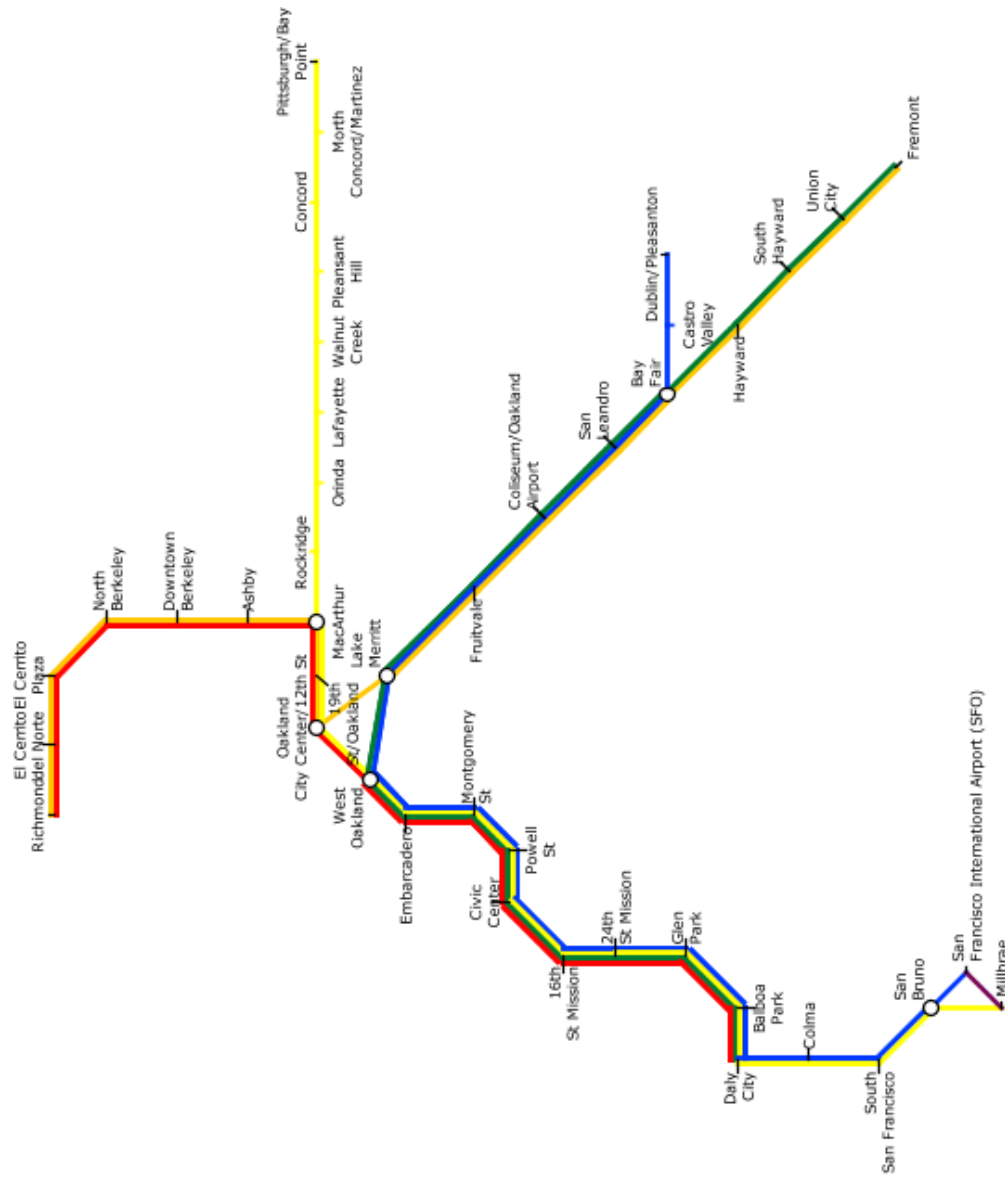 Richmond
El Cerrito
del Norte
El Cerrito
Plaza
North
Berkeley
Downtown
Berkeley
Ashby
MacArthur
Rockridge
Orinda
Lafayette
Walnut
Creek
Pleansant
Hill
Concord
Morth
Concord/Martinez
Pittsburgh/Bay
Point
Oakland
City Center/12th St
19th
St/Oakland
Lake
Merritt
West
Oakland
Fruitvale
Coliseum/Oakland
Airport
San
Leandro
Bay
Fair
Castro
Valley
Dublin/Pleasanton
Hayward
South
Hayward
Union
City
Fremont
Embarcadero
Montgomery
St
Powell
St
Civic
Center
16th
St Mission
24th
St Mission
Glen
Park
Balboa
Park
Daly
City
Colma
South
San Francisco
San
Bruno
San
Francisco International Airport (SFO)
Millbrae